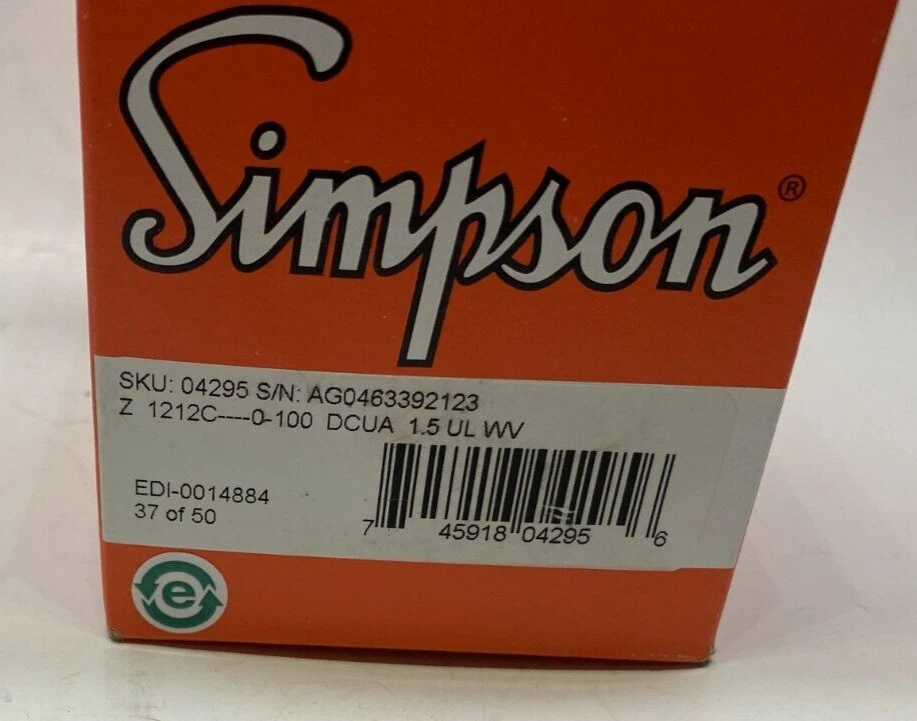 Simpson®
SKU: 04295 S/N: AG0463392123
Z 1212C----0-100 DCUA 1.5 UL WV
EDI-0014884
37 of 50
7 45918 04295 6
e